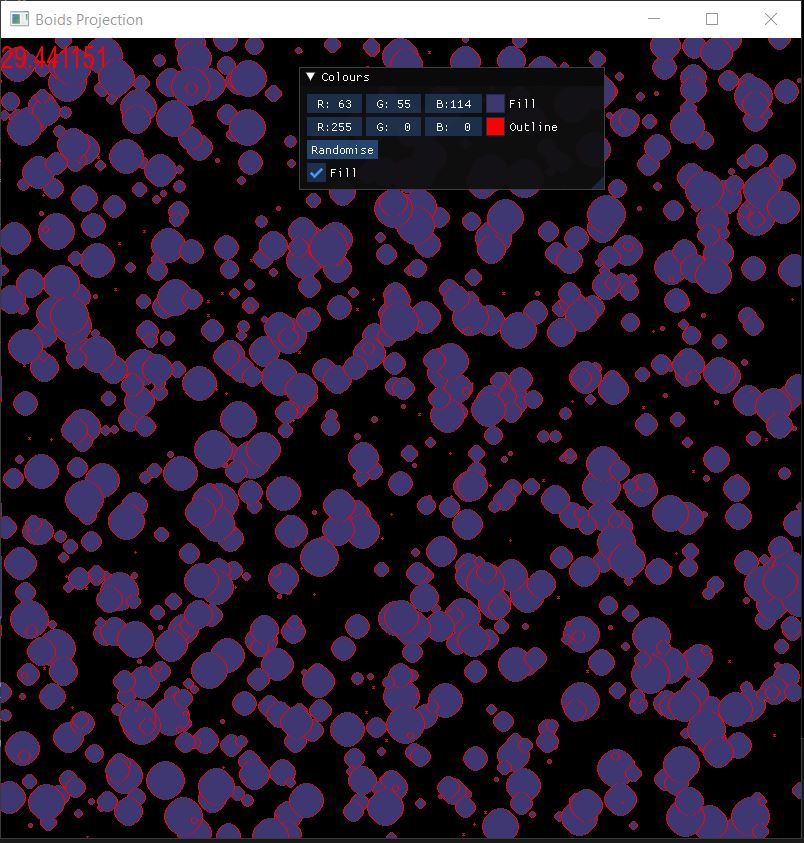 Boids Projection
29.441151
Colours
R: 63 G: 55 B:114 Fill
R:255 G: 0 B: 0 Outline
Randomise
Fill